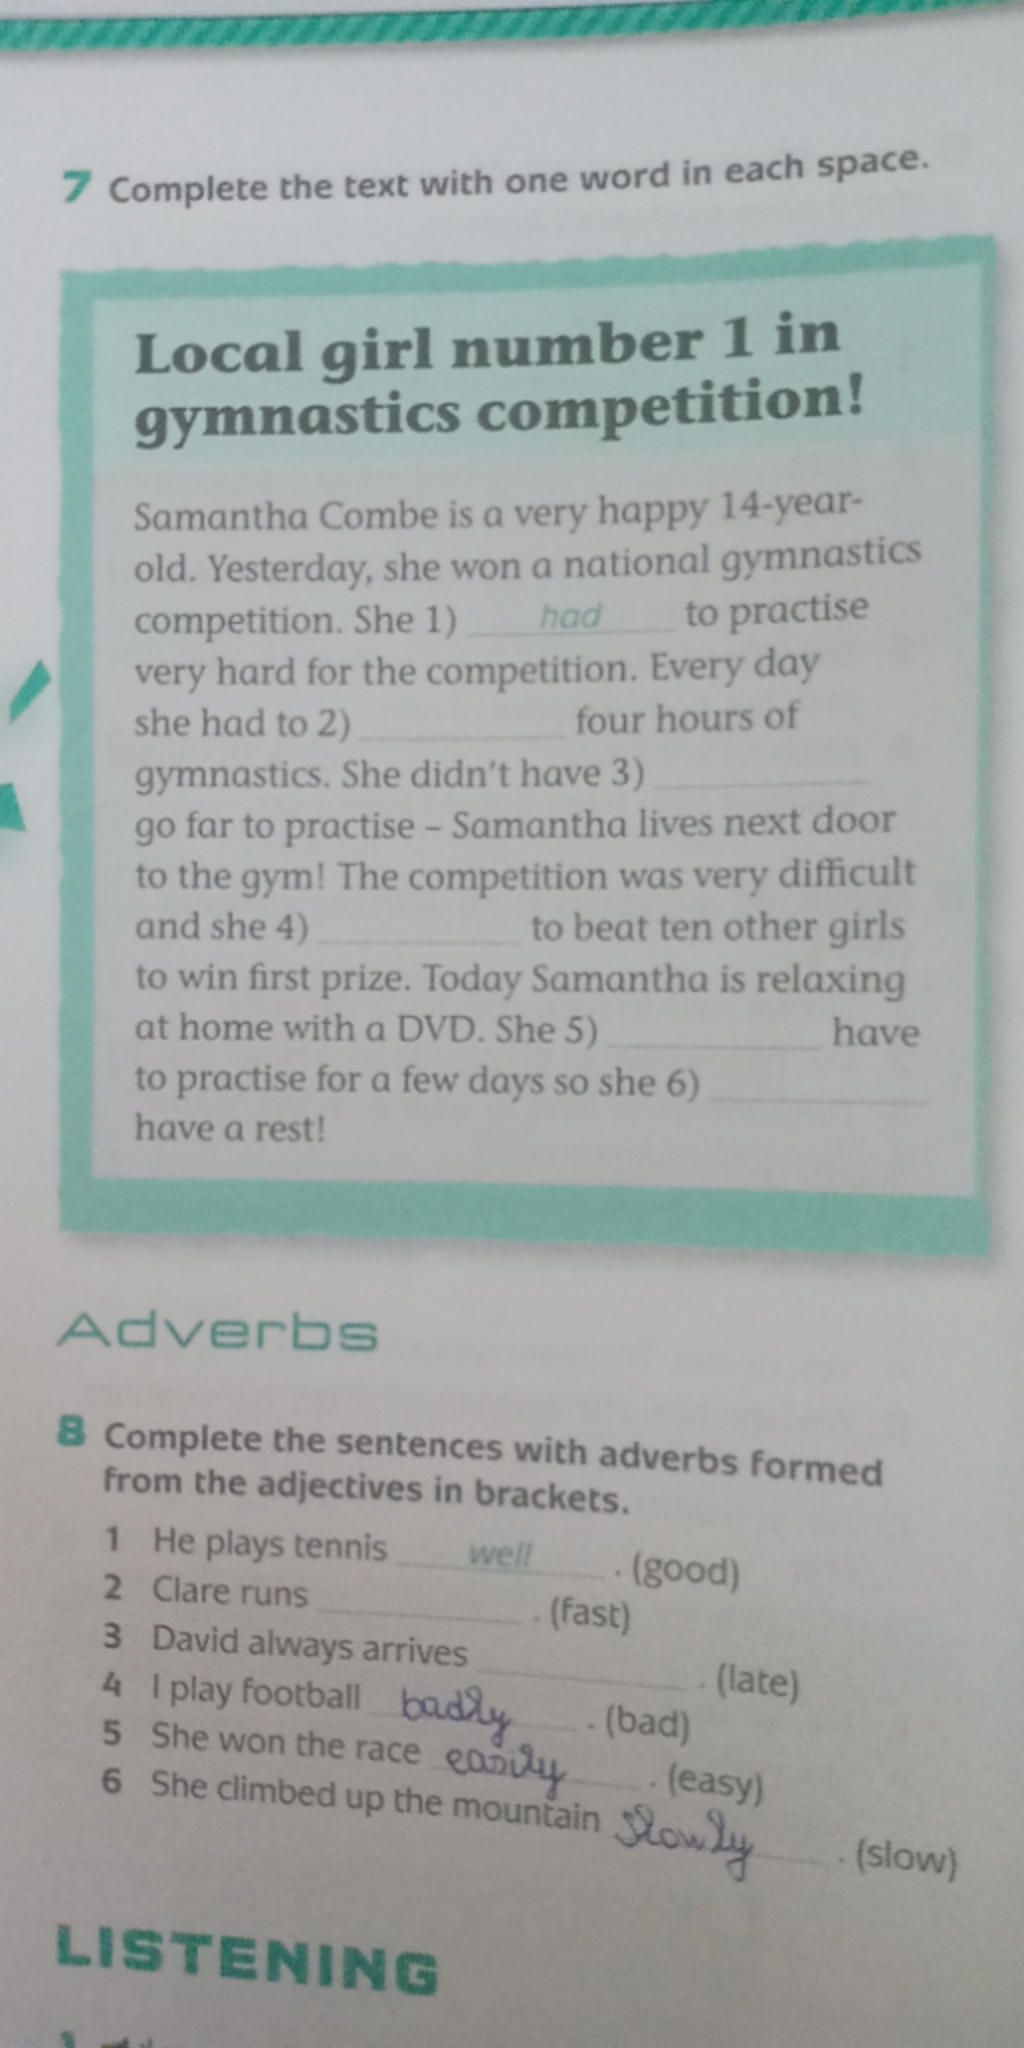 7 Complete the text with one word in each space.
Local girl number 1 in
gymnastics competition!
Samantha Combe is a very happy 14-year-
old. Yesterday, she won a national gymnastics
competition. She 1) had to practise
very hard for the competition. Every day
she had to 2) ____________ four hours of
gymnastics. She didn't have 3) ____________
go far to practise – Samantha lives next door
to the gym! The competition was very difficult
and she 4) ____________ to beat ten other girls
to win first prize. Today Samantha is relaxing
at home with a DVD. She 5) ____________ have
to practise for a few days so she 6) ____________
have a rest!
Adverbs
8 Complete the sentences with adverbs formed
from the adjectives in brackets.
1 He plays tennis well . (good)
2 Clare runs ____________ . (fast)
3 David always arrives ____________ . (late)
4 I play football badly . (bad)
5 She won the race easily . (easy)
6 She climbed up the mountain slowly . (slow)
LISTENING